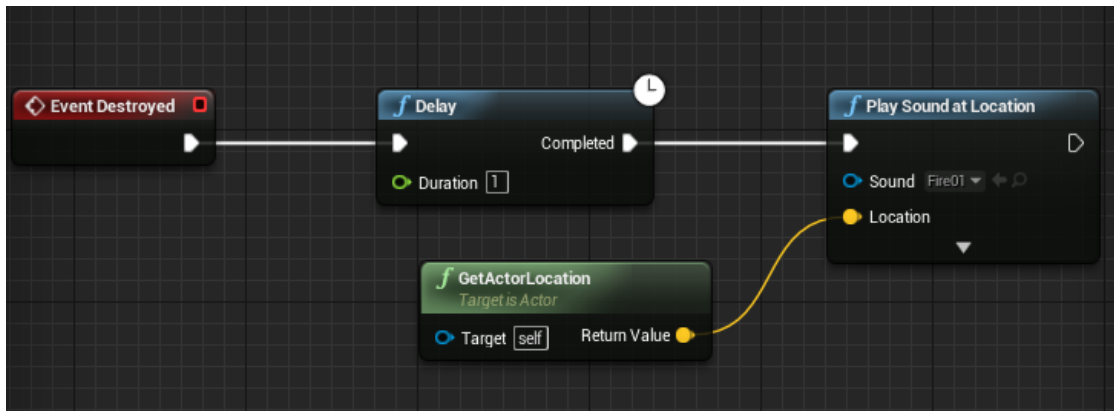 Event Destroyed
f Delay
Completed
Duration 1
f Play Sound at Location
Sound Fire01
Location
f GetActorLocation
Target is Actor
Target self Return Value